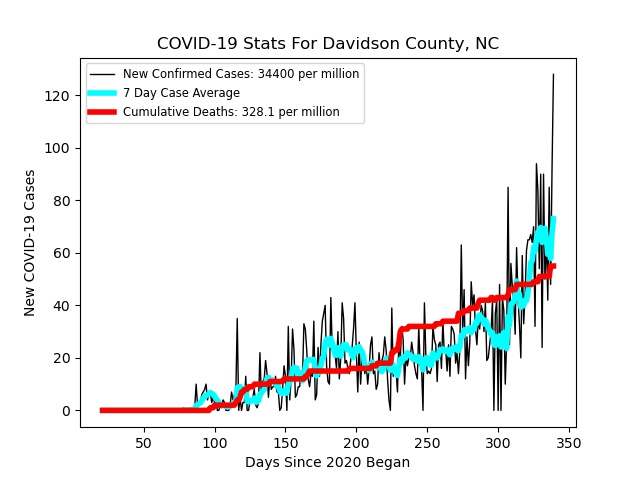 COVID-19 Stats For Davidson County, NC
New Confirmed Cases: 34400 per million
7 Day Case Average
Cumulative Deaths: 328.1 per million
120
100
80
60
40
20
0
New COVID-19 Cases
50 100 150 200 250 300 350
Days Since 2020 Began